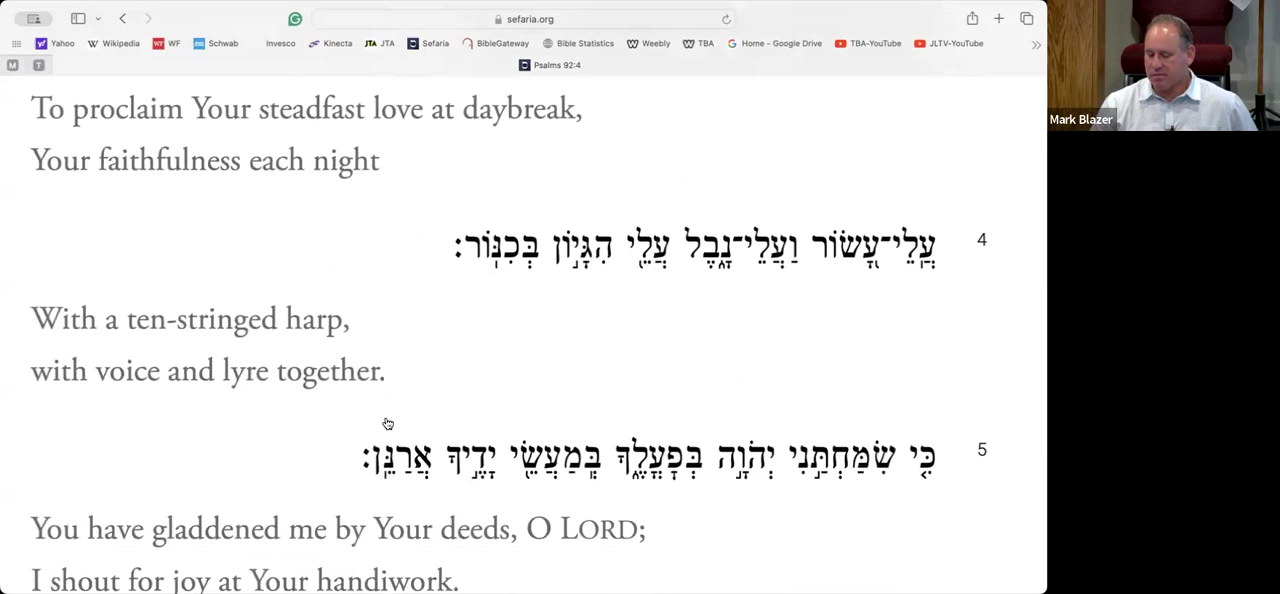 sefaria.org
Yahoo Wikipedia WF Schwab Invesco Kinecta JTA Sefaria BibleGateway Bible Statistics Weebly TBA Home - Google Drive TBA-YouTube JLTV-YouTube
M T Psalms 92:4
To proclaim Your steadfast love at daybreak,
Your faithfulness each night
4 עֲֽלֵי־עָ֭שׂוֹר וַעֲלֵי־נָ֑בֶל עֲלֵ֖י הִגָּי֣וֹן בְּכִנּֽוֹר׃
With a ten-stringed harp,
with voice and lyre together.
5 כִּ֤י שִׂמַּחְתַּ֣נִי יְהֹוָ֣ה בְּפׇעֳלֶ֑ךָ בְּֽמַעֲשֵׂ֖י יָדֶ֣יךָ אֲרַנֵּֽן׃
You have gladdened me by Your deeds, O LORD;
I shout for joy at Your handiwork.
Mark Blazer